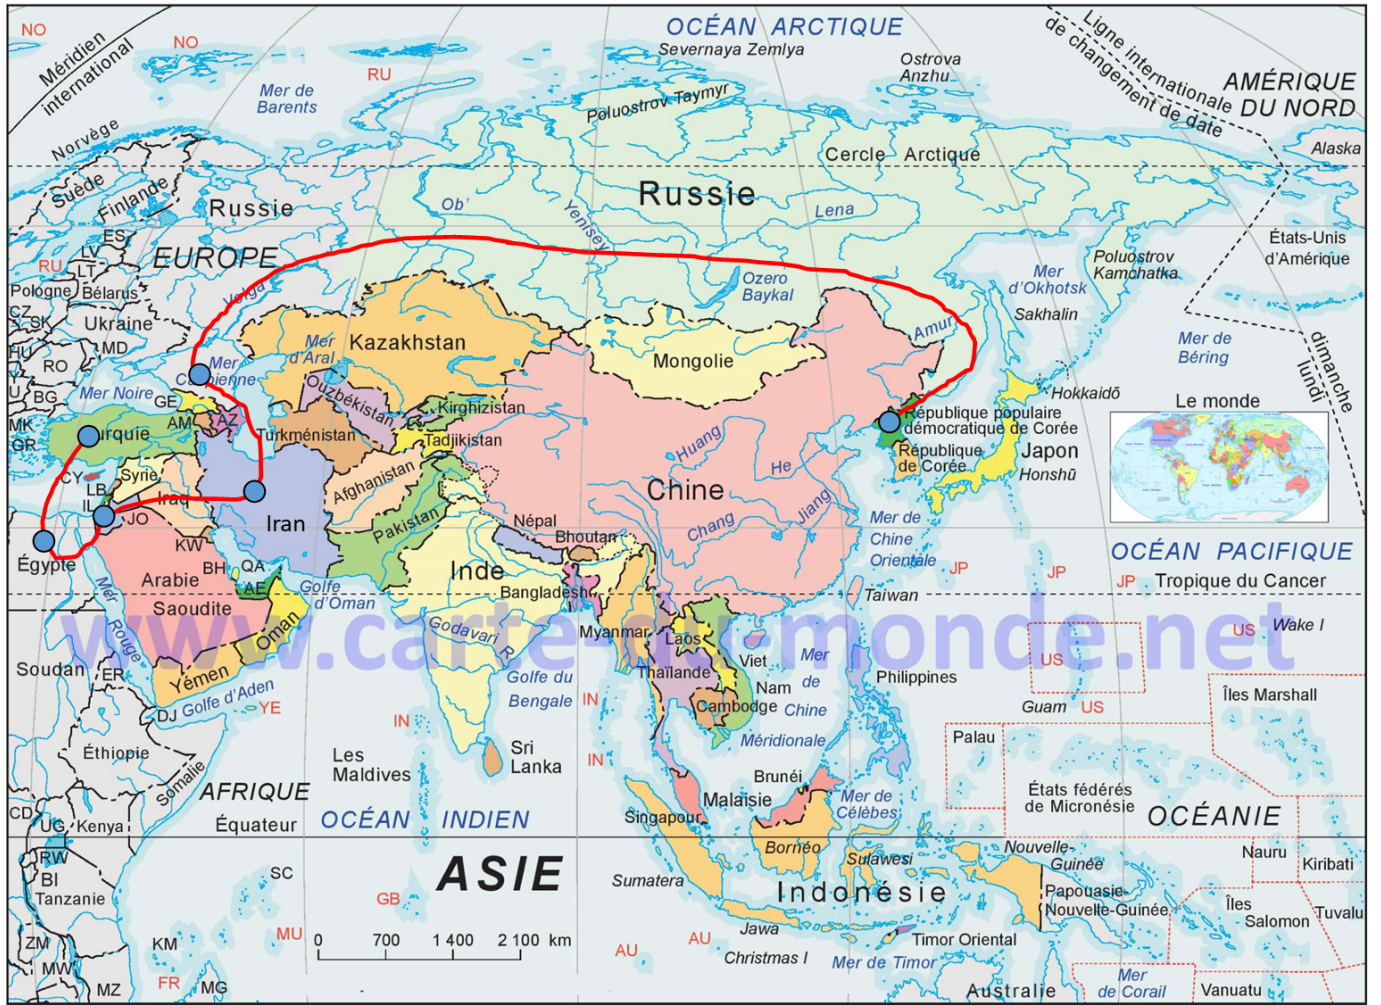 NO
NO
Méridien
international
OCÉAN ARCTIQUE
Severnaya Zemlya
RU
Mer de
Barents
Poluostrov Taymyr
Ostrova
Anzhu
Ligne internationale
de changement de date
AMÉRIQUE
DU NORD
Alaska
Norvège
Suède
Finlande
Russie
Cercle Arctique
Russie
Ob'
Yenisey
Lena
ES
LV
LT
RU
EUROPE
Pologne
Bélarus
Volga
Ozero
Baykal
Mer
d'Okhotsk
Poluostrov
Kamchatka
États-Unis
d'Amérique
Sakhalin
CZ
SK
Ukraine
MD
HU
RO
U
BG
Mer Noire
MK
GR
Mer
Caspienne
Mer
d'Aral
Kazakhstan
Mongolie
Amur
Mer de
Béring
dimanche
lundi
Hokkaidō
Le monde
GE
AM
AZ
urquie
Ouzbékistan
Kirghizistan
Turkménistan
Tadjikistan
République populaire
démocratique de Corée
République
de Corée
Japon
Honshū
CY
LB
IL
Syrie
Iraq
JO
KW
Iran
Afghanistan
Pakistan
Huang
He
Chine
Chang
Jiang
Népal
Bhoutan
Mer de
Chine
Orientale
OCÉAN PACIFIQUE
Égypte
BH
QA
AE
Arabie
Saoudite
Golfe
d'Oman
Oman
Inde
Bangladesh
JP
JP
JP
Tropique du Cancer
Taiwan
www.carte-du-monde.net
Mer
Rouge
Godavari
R
Myanmar
Laos
US
Wake I
Soudan
ER
Yémen
Golfe d'Aden
DJ
YE
Golfe du
Bengale
Thaïlande
Viet
Nam
Cambodge
Mer
de
Chine
Méridionale
Philippines
US
Guam
US
Îles Marshall
IN
IN
IN
Éthiopie
Somalie
Les
Maldives
Sri
Lanka
Palau
Brunéi
Malaisie
États fédérés
de Micronésie
AFRIQUE
Équateur
OCÉAN INDIEN
Singapour
Mer de
Célèbes
OCÉANIE
CD
UG
Kenya
RW
BI
Tanzanie
SC
ASIE
GB
Sumatera
Bornéo
Sulawesi
Indonésie
Nouvelle-
Guinée
Papouasie-
Nouvelle-Guinée
Nauru
Kiribati
Îles
Salomon
Tuvalu
ZM
MW
MZ
KM
FR
MG
MU
0 700 1 400 2 100 km
AU
AU
Jawa
Christmas I
Timor Oriental
Mer de Timor
Australie
Mer
de Corail
Vanuatu